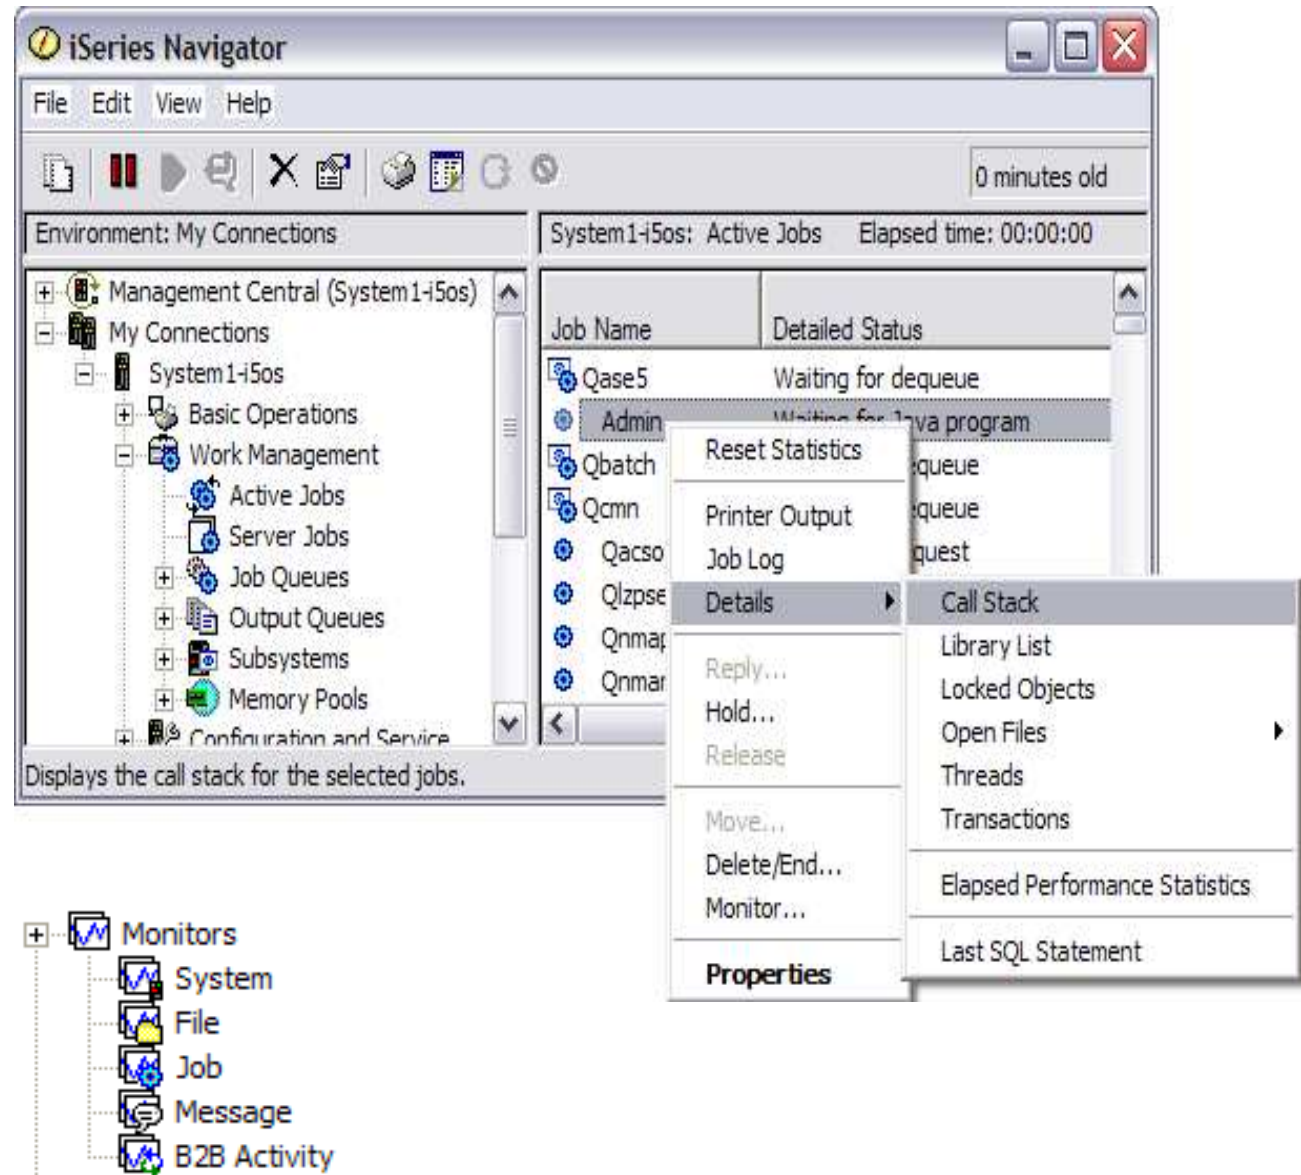 iSeries Navigator
File Edit View Help
0 minutes old
Environment: My Connections
System1-i5os: Active Jobs Elapsed time: 00:00:00
Management Central (System1-i5os)
My Connections
System1-i5os
Basic Operations
Work Management
Active Jobs
Server Jobs
Job Queues
Output Queues
Subsystems
Memory Pools
Configuration and Service
Job Name Detailed Status
Qase5 Waiting for dequeue
Admin Waiting for Java program
Qbatch
Qcmn
Displays the call stack for the selected jobs.
Reset Statistics
Printer Output
Job Log
Details
Reply...
Hold...
Release
Move...
Delete/End...
Monitor...
Properties
Call Stack
Library List
Locked Objects
Open Files
Threads
Transactions
Elapsed Performance Statistics
Last SQL Statement
Monitors
System
File
Job
Message
B2B Activity